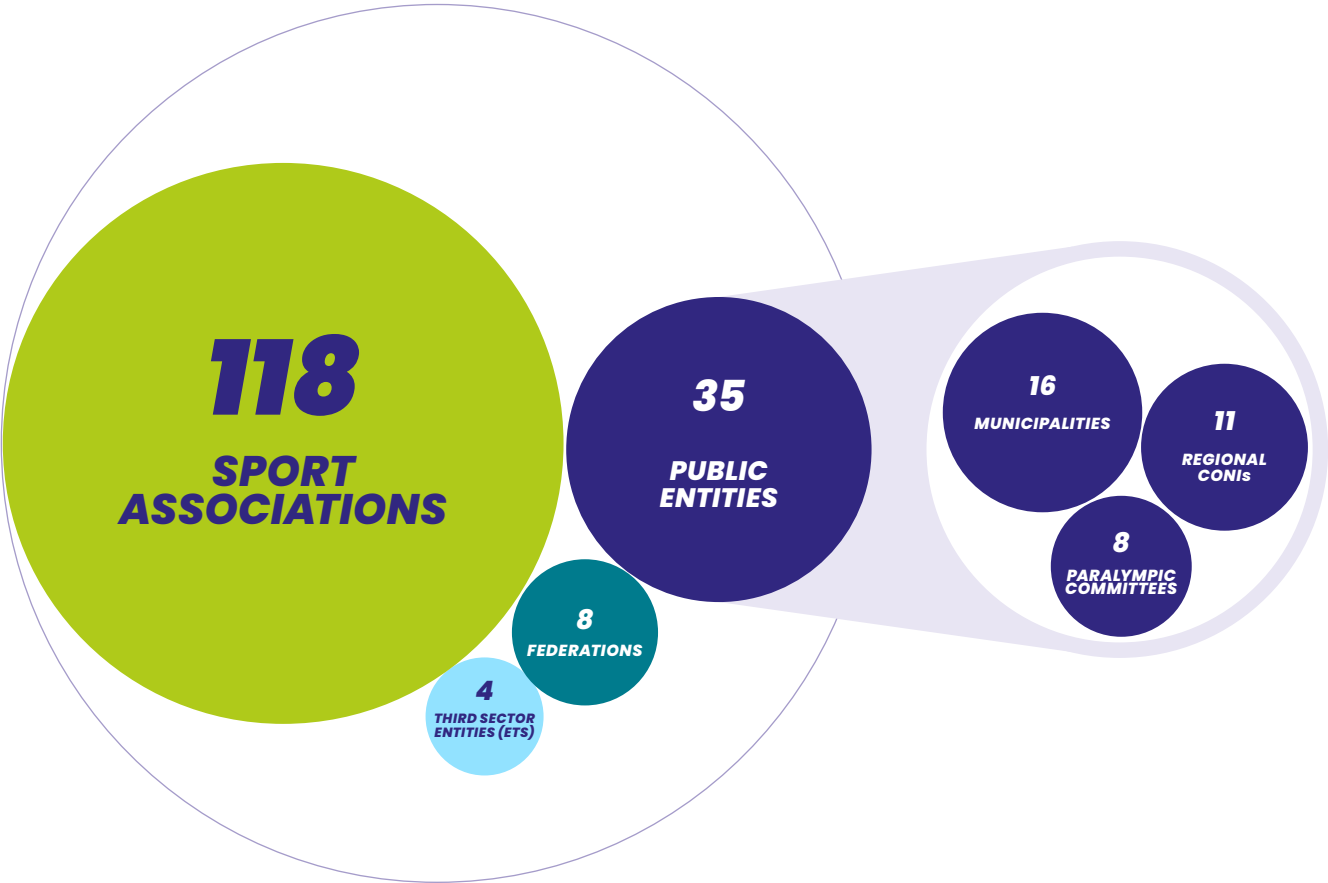 118
SPORT
ASSOCIATIONS
35
PUBLIC
ENTITIES
8
FEDERATIONS
4
THIRD SECTOR
ENTITIES (ETS)
16
MUNICIPALITIES
11
REGIONAL
CONIs
8
PARALYMPIC
COMMITTEES